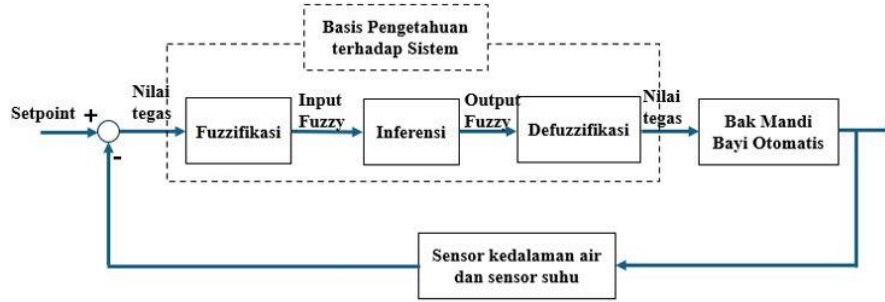 Basis Pengetahuan
terhadap Sistem
Setpoint
+
-
Nilai
tegas
Fuzzifikasi
Input
Fuzzy
Inferensi
Output
Fuzzy
Defuzzifikasi
Nilai
tegas
Bak Mandi
Bayi Otomatis
Sensor kedalaman air
dan sensor suhu